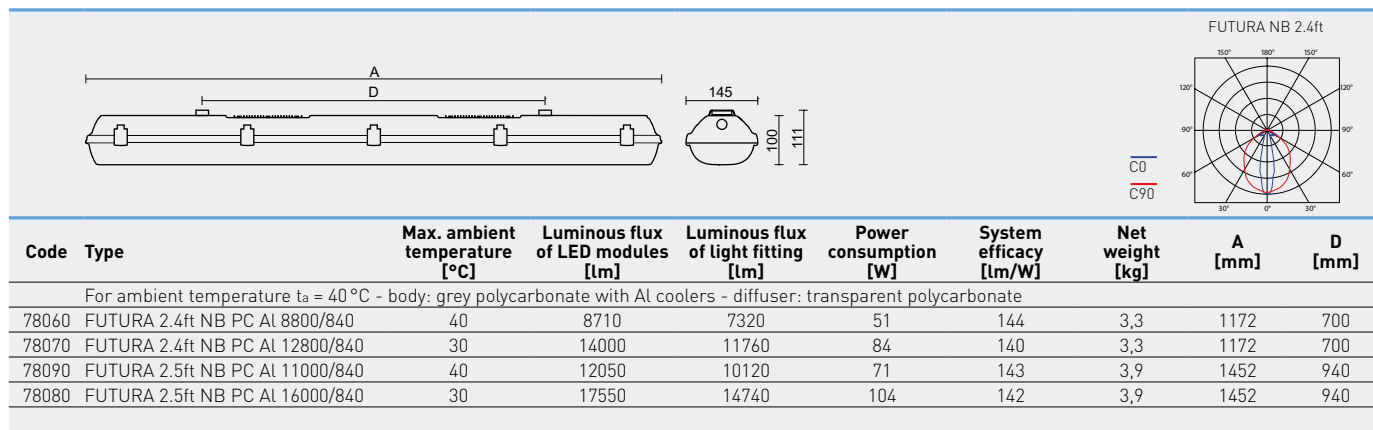 FUTURA NB 2.4ft
150° 180° 150°
120° 120°
90° 90°
60° 60°
30° 0° 30°
C0
C90
A
D
145
100
111
Code Type Max. ambient temperature [°C] Luminous flux of LED modules [lm] Luminous flux of light fitting [lm] Power consumption [W] System efficacy [lm/W] Net weight [kg] A [mm] D [mm]
For ambient temperature ta = 40°C - body: grey polycarbonate with Al coolers - diffuser: transparent polycarbonate
78060 FUTURA 2.4ft NB PC Al 8800/840 40 8710 7320 51 144 3,3 1172 700
78070 FUTURA 2.4ft NB PC Al 12800/840 30 14000 11760 84 140 3,3 1172 700
78090 FUTURA 2.5ft NB PC Al 11000/840 40 12050 10120 71 143 3,9 1452 940
78080 FUTURA 2.5ft NB PC Al 16000/840 30 17550 14740 104 142 3,9 1452 940